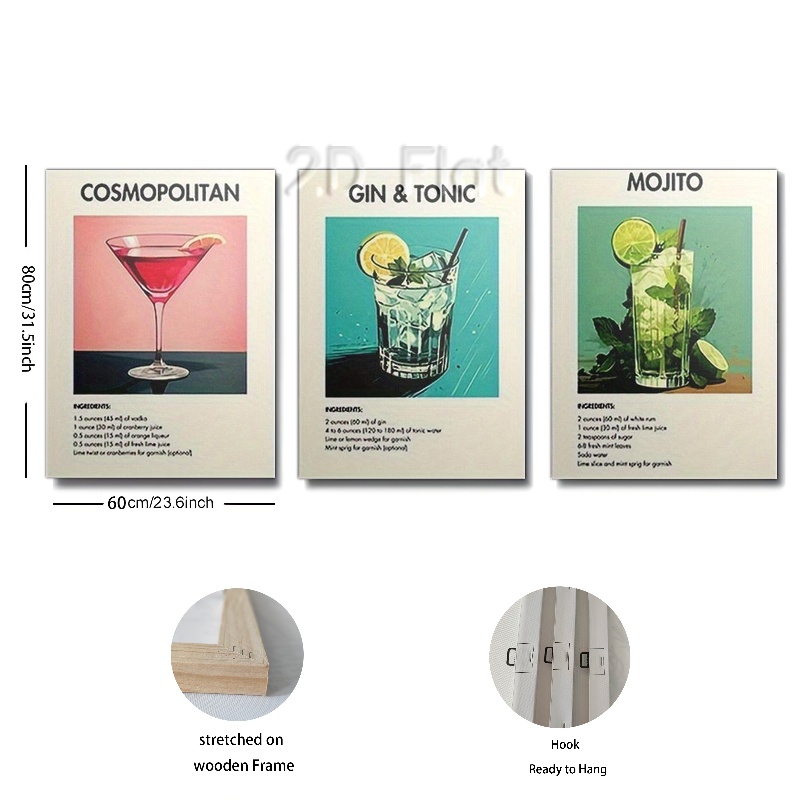 2D Flat
COSMOPOLITAN
GIN & TONIC
MOJITO
80cm/31.5inch
INGREDIENTS:
1.5 ounces (45 ml) of vodka
1 ounce (30 ml) of cranberry juice
0.5 ounces (15 ml) of orange liqueur
0.5 ounces (15 ml) of fresh lime juice
Lime twist or cranberries for garnish (optional)
INGREDIENTS:
2 ounces (60 ml) of gin
4 to 6 ounces (120 to 180 ml) of tonic water
Lime or lemon wedge for garnish
Mint sprig for garnish (optional)
INGREDIENTS:
2 ounces (60 ml) of white rum
1 ounce (30 ml) of fresh lime juice
2 teaspoons of sugar
6-8 fresh mint leaves
Soda water
Lime slice and mint sprig for garnish
60cm/23.6inch
stretched on
wooden Frame
Hook
Ready to Hang